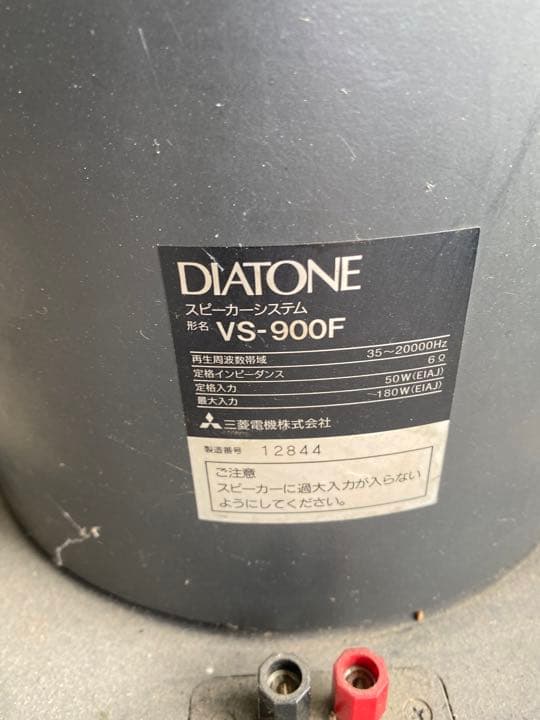 DIATONE
スピーカーシステム
形名 VS-900F
再生周波数帯域 35～20000Hz
定格インピーダンス 6Ω
定格入力 50W(EIAJ)
最大入力 180W(EIAJ)
三菱電機株式会社
製造番号 12844
ご注意
スピーカーに過大入力が入らない
ようにしてください。